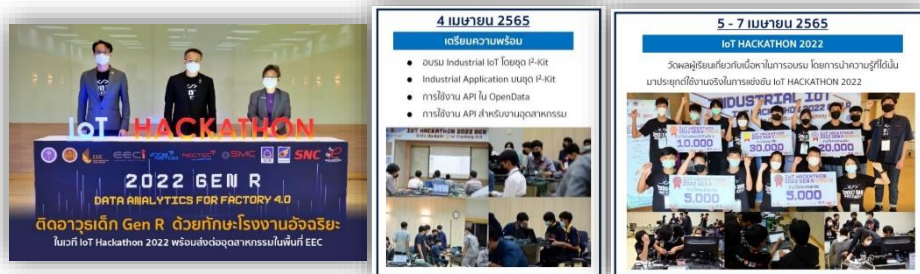 IoT HACKATHON
EEC
EECi
NECTEC
SMC
SNC
2022 GEN R
DATA ANALYTICS FOR FACTORY 4.0
ติดอาวุธเด็ก Gen R ด้วยทักษะโรงงานอัจฉริยะ
ในเวที IoT Hackathon 2022 พร้อมส่งต่ออุตสาหกรรมในพื้นที่ EEC
4 เมษายน 2565
เตรียมความพร้อม
● อบรม Industrial IoT โดยชุด I²-Kit
● Industrial Application บนชุด I²-Kit
● การใช้งาน API ใน OpenData
● การใช้งาน API สำหรับงานอุตสาหกรรม
IoT HACKATHON 2022 GEN R
5 - 7 เมษายน 2565
IoT HACKATHON 2022
วัดผลผู้เรียนเกี่ยวกับเนื้อหาในการอบรม โดยการนำความรู้ที่ได้นั้น
มาประยุกต์ใช้งานจริงในการแข่งขัน IoT HACKATHON 2022
INDUSTRIAL IOT
10,000
30,000
20,000
5,000
5,000